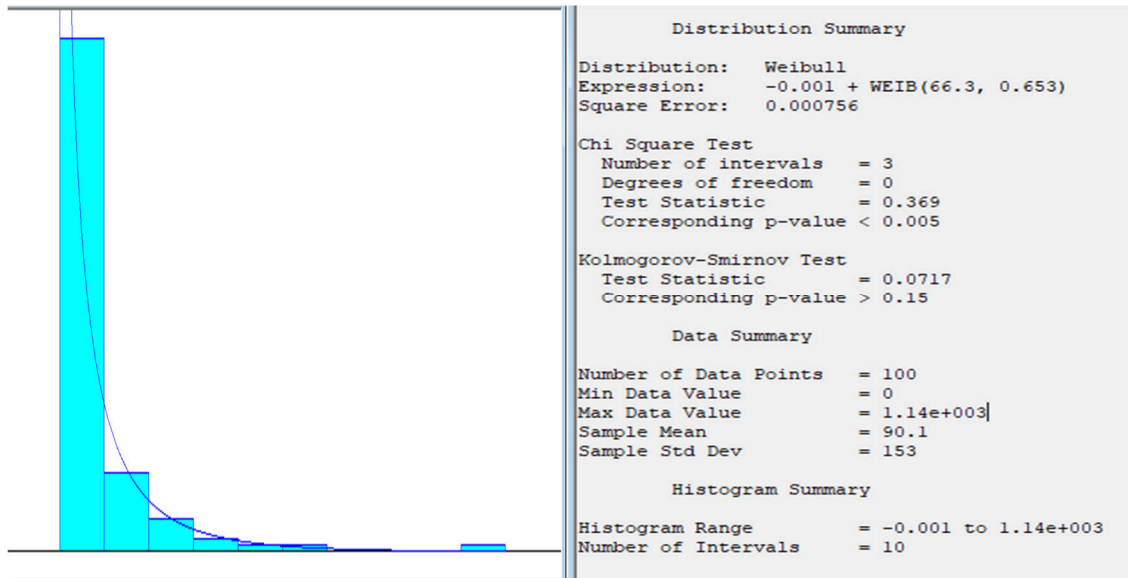 Distribution Summary
Distribution: Weibull
Expression: -0.001 + WEIB(66.3, 0.653)
Square Error: 0.000756
Chi Square Test
Number of intervals = 3
Degrees of freedom = 0
Test Statistic = 0.369
Corresponding p-value < 0.005
Kolmogorov-Smirnov Test
Test Statistic = 0.0717
Corresponding p-value > 0.15
Data Summary
Number of Data Points = 100
Min Data Value = 0
Max Data Value = 1.14e+003
Sample Mean = 90.1
Sample Std Dev = 153
Histogram Summary
Histogram Range = -0.001 to 1.14e+003
Number of Intervals = 10